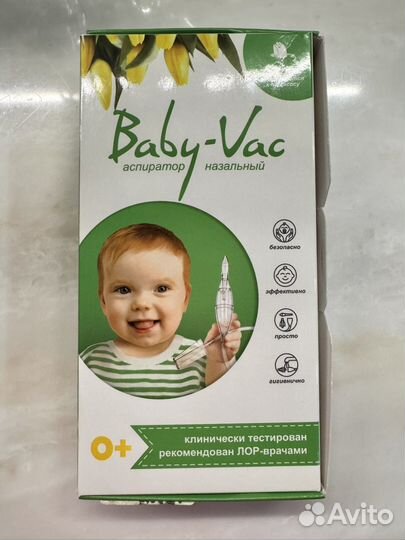 Baby-Vac
аспиратор назальный
безопасно
эффективно
просто
гигиенично
0+
клинически тестирован
рекомендован ЛОР-врачами
Avito